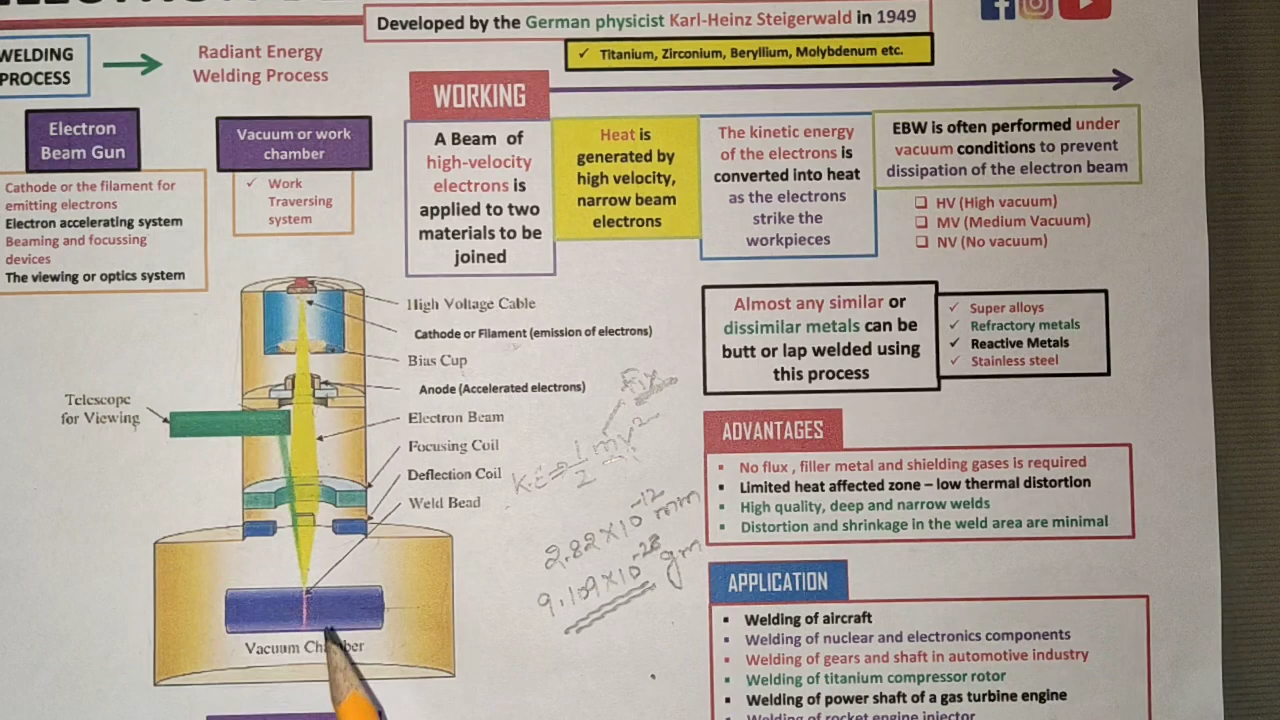 Developed by the German physicist Karl-Heinz Steigerwald in 1949
✓ Titanium, Zirconium, Beryllium, Molybdenum etc.
WELDING
PROCESS
Radiant Energy
Welding Process
WORKING
Electron
Beam Gun
Cathode or the filament for
emitting electrons
Electron accelerating system
Beaming and focussing
devices
The viewing or optics system
Vacuum or work
chamber
✓ Work
Traversing
system
A Beam of
high-velocity
electrons is
applied to two
materials to be
joined
Heat is
generated by
high velocity,
narrow beam
electrons
The kinetic energy
of the electrons is
converted into heat
as the electrons
strike the
workpieces
EBW is often performed under
vacuum conditions to prevent
dissipation of the electron beam
❑ HV (High vacuum)
❑ MV (Medium Vacuum)
❑ NV (No vacuum)
High Voltage Cable
Cathode or Filament (emission of electrons)
Bias Cup
Anode (Accelerated electrons)
Electron Beam
Focusing Coil
Deflection Coil
Weld Bead
Telescope
for Viewing
Vacuum
K.E = 1/2 mv²
2.82×10⁻¹² mm
9.109×10⁻²⁸ gm
Almost any similar or
dissimilar metals can be
butt or lap welded using
this process
✓ Super alloys
✓ Refractory metals
✓ Reactive Metals
✓ Stainless steel
ADVANTAGES
▪ No flux , filler metal and shielding gases is required
▪ Limited heat affected zone – low thermal distortion
▪ High quality, deep and narrow welds
▪ Distortion and shrinkage in the weld area are minimal
APPLICATION
▪ Welding of aircraft
▪ Welding of nuclear and electronics components
▪ Welding of gears and shaft in automotive industry
▪ Welding of titanium compressor rotor
▪ Welding of power shaft of a gas turbine engine
▪ Welding of rocket engine injector